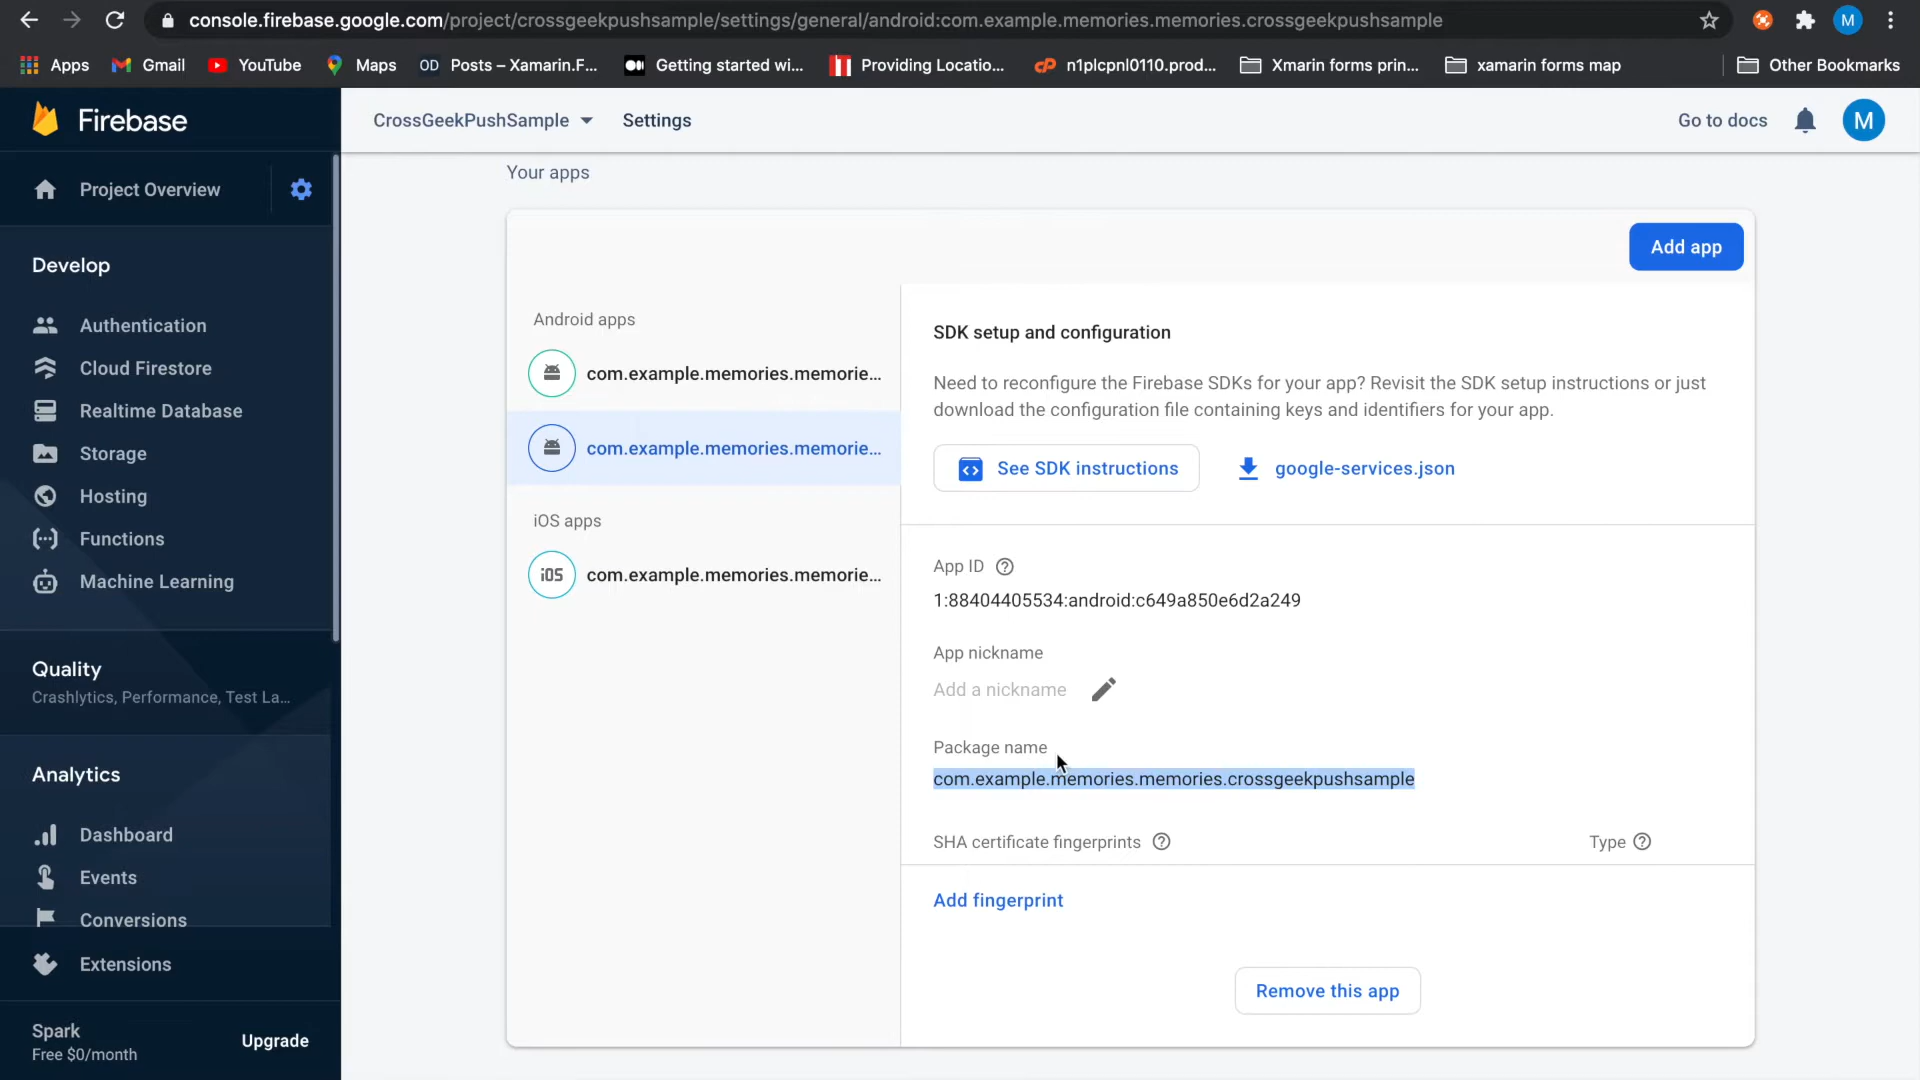 console.firebase.google.com/project/crossgeekpushsample/settings/general/android:com.example.memories.memories.crossgeekpushsample
M
Apps
Gmail
YouTube
Maps
OD Posts – Xamarin.F...
Getting started wi...
Providing Locatio...
cP n1plcpnl0110.prod...
Xmarin forms prin...
xamarin forms map
Other Bookmarks
Firebase
CrossGeekPushSample
Settings
Go to docs
M
Project Overview
Develop
Authentication
Cloud Firestore
Realtime Database
Storage
Hosting
Functions
Machine Learning
Quality
Crashlytics, Performance, Test La...
Analytics
Dashboard
Events
Conversions
Extensions
Spark
Free $0/month
Upgrade
Your apps
Add app
Android apps
com.example.memories.memorie...
com.example.memories.memorie...
iOS apps
iOS com.example.memories.memorie...
SDK setup and configuration
Need to reconfigure the Firebase SDKs for your app? Revisit the SDK setup instructions or just
download the configuration file containing keys and identifiers for your app.
See SDK instructions
google-services.json
App ID
1:88404405534:android:c649a850e6d2a249
App nickname
Add a nickname
Package name
com.example.memories.memories.crossgeekpushsample
SHA certificate fingerprints
Type
Add fingerprint
Remove this app